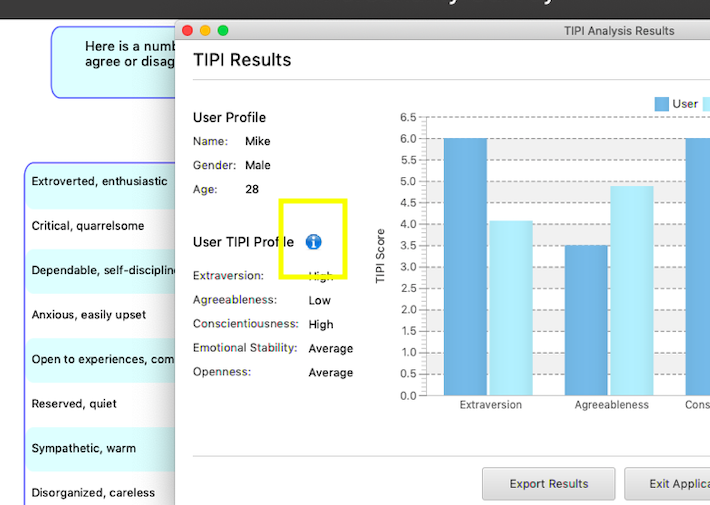 Here is a numb
agree or disag
Extroverted, enthusiastic
Critical, quarrelsome
Dependable, self-disciplin
Anxious, easily upset
Open to experiences, com
Reserved, quiet
Sympathetic, warm
Disorganized, careless
TIPI Analysis Results
TIPI Results
User Profile
Name: Mike
Gender: Male
Age: 28
User TIPI Profile
Extraversion: High
Agreeableness: Low
Conscientiousness: High
Emotional Stability: Average
Openness: Average
User
TIPI Score
6.5
6.0
5.5
5.0
4.5
4.0
3.5
3.0
2.5
2.0
1.5
1.0
0.5
0.0
Extraversion Agreeableness Cons
Export Results Exit Applica